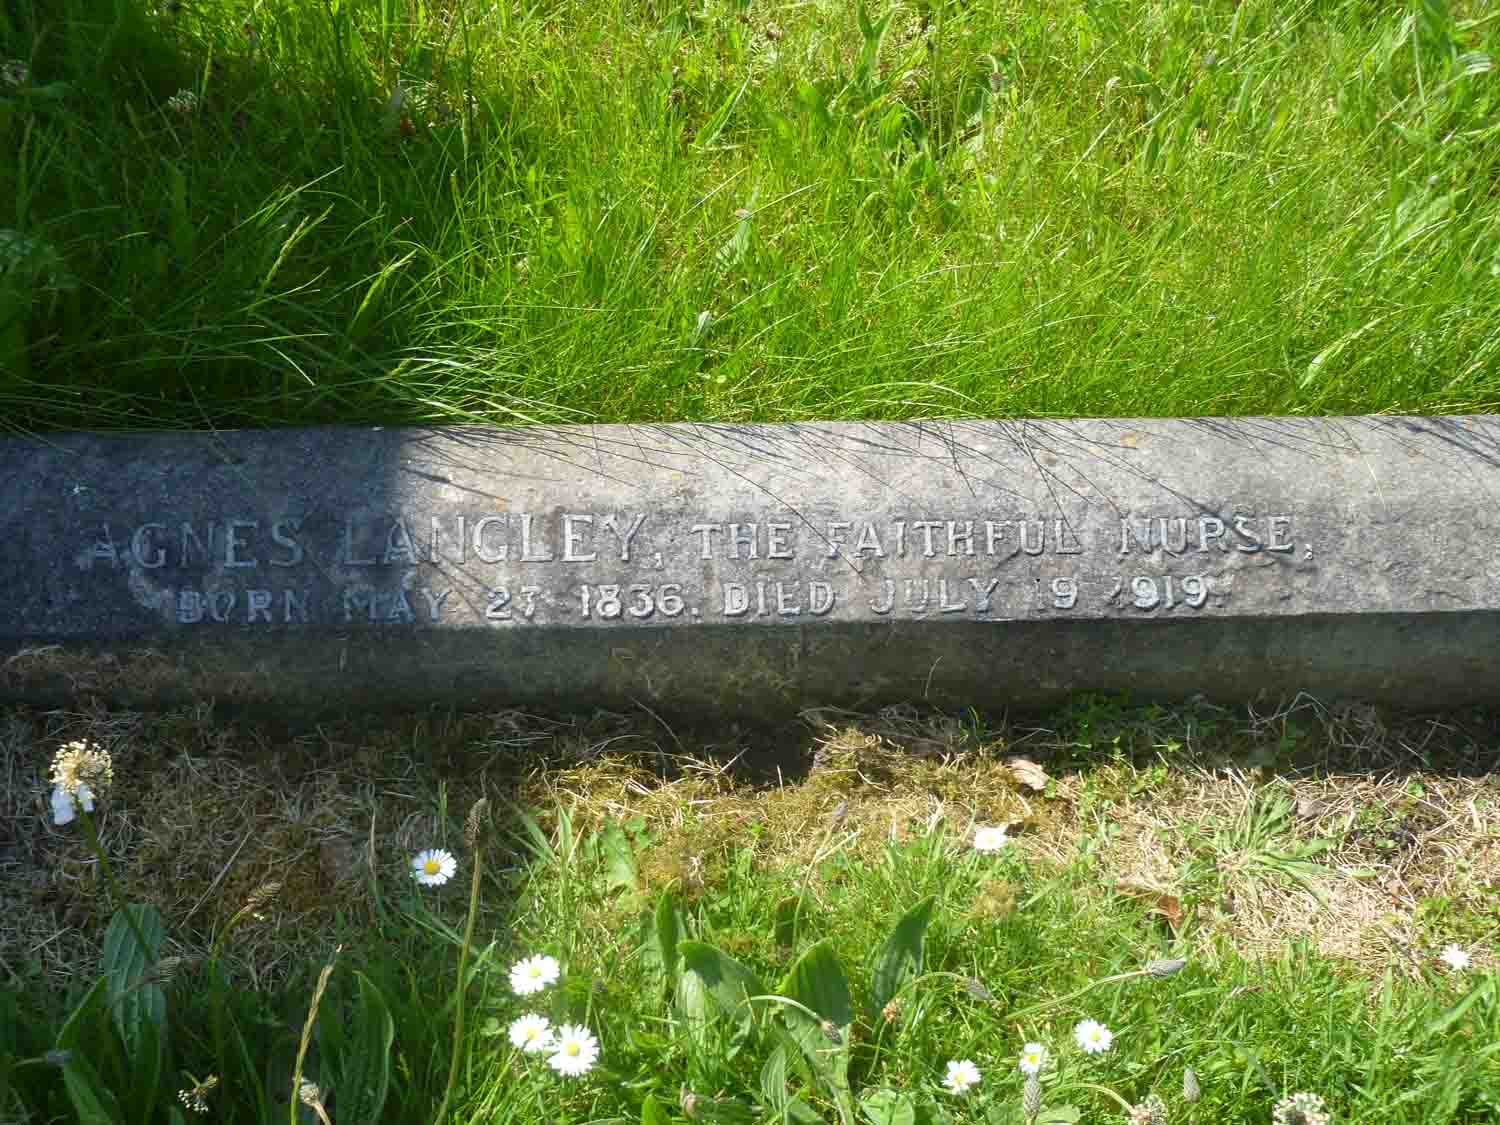 AGNES LANGLEY, THE FAITHFUL NURSE,
BORN MAY 27 1836. DIED JULY 19 1919.